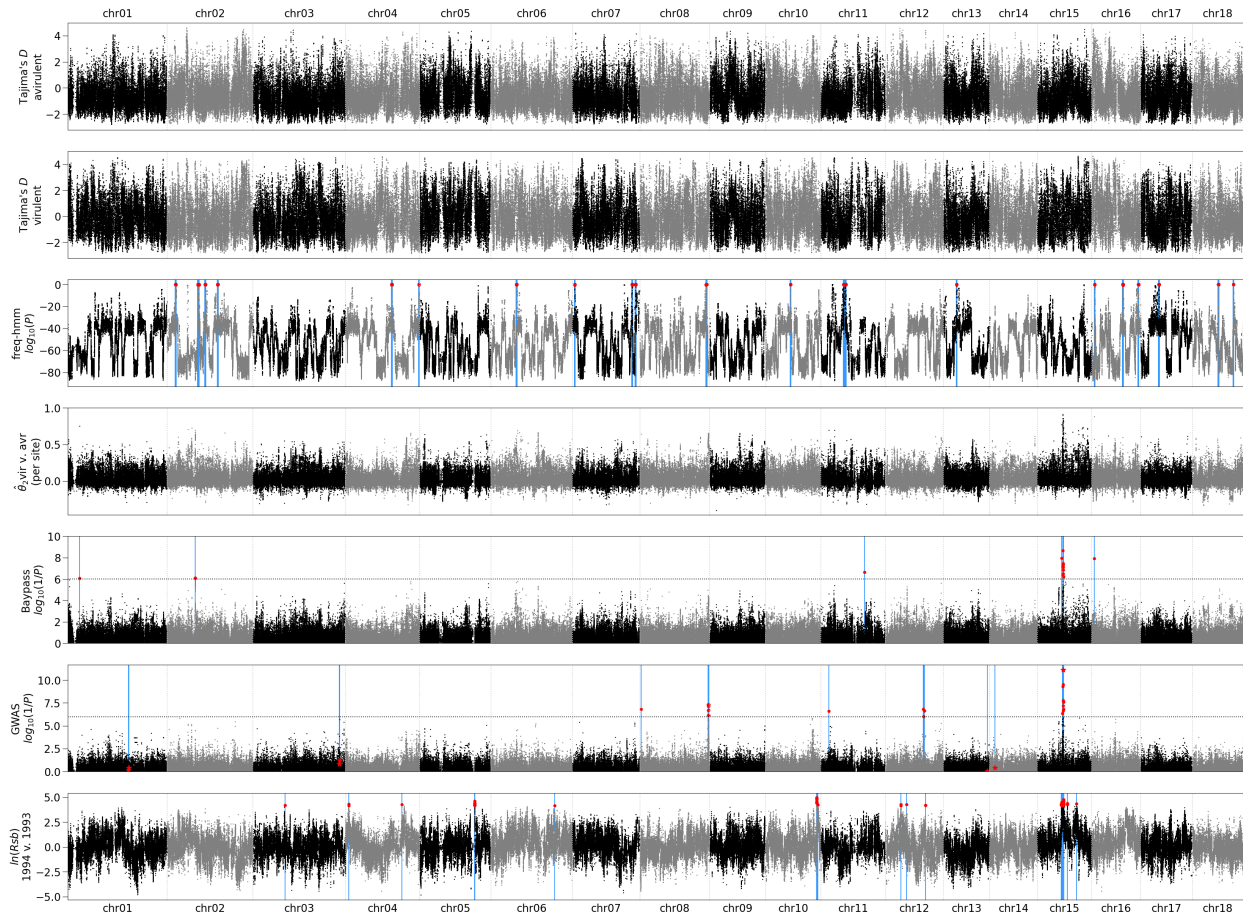 chr01 chr02 chr03 chr04 chr05 chr06 chr07 chr08 chr09 chr10 chr11 chr12 chr13 chr14 chr15 chr16 chr17 chr18
Tajima's D
avirulent
4
2
0
−2
Tajima's D
virulent
4
2
0
−2
freq-hmm
log10(P)
0
−20
−40
−60
−80
θ̂2vir v. avr
(per site)
1.0
0.5
0.0
Baypass
log10(1/P)
10
8
6
4
2
0
GWAS
log10(1/P)
10.0
7.5
5.0
2.5
0.0
ln(Rsb)
1994 v. 1993
5.0
2.5
0.0
−2.5
−5.0
chr01 chr02 chr03 chr04 chr05 chr06 chr07 chr08 chr09 chr10 chr11 chr12 chr13 chr14 chr15 chr16 chr17 chr18